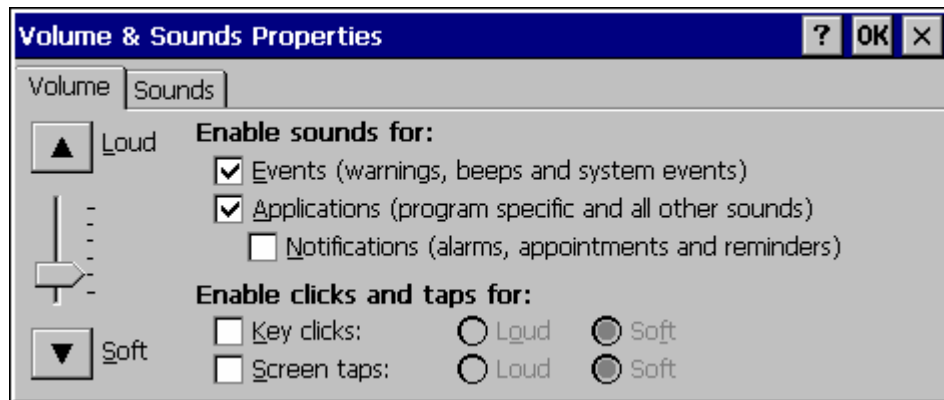 Volume & Sounds Properties ? OK ×
Volume Sounds
Loud
Enable sounds for:
Events (warnings, beeps and system events)
Applications (program specific and all other sounds)
Notifications (alarms, appointments and reminders)
Enable clicks and taps for:
Key clicks: Loud Soft
Soft
Screen taps: Loud Soft